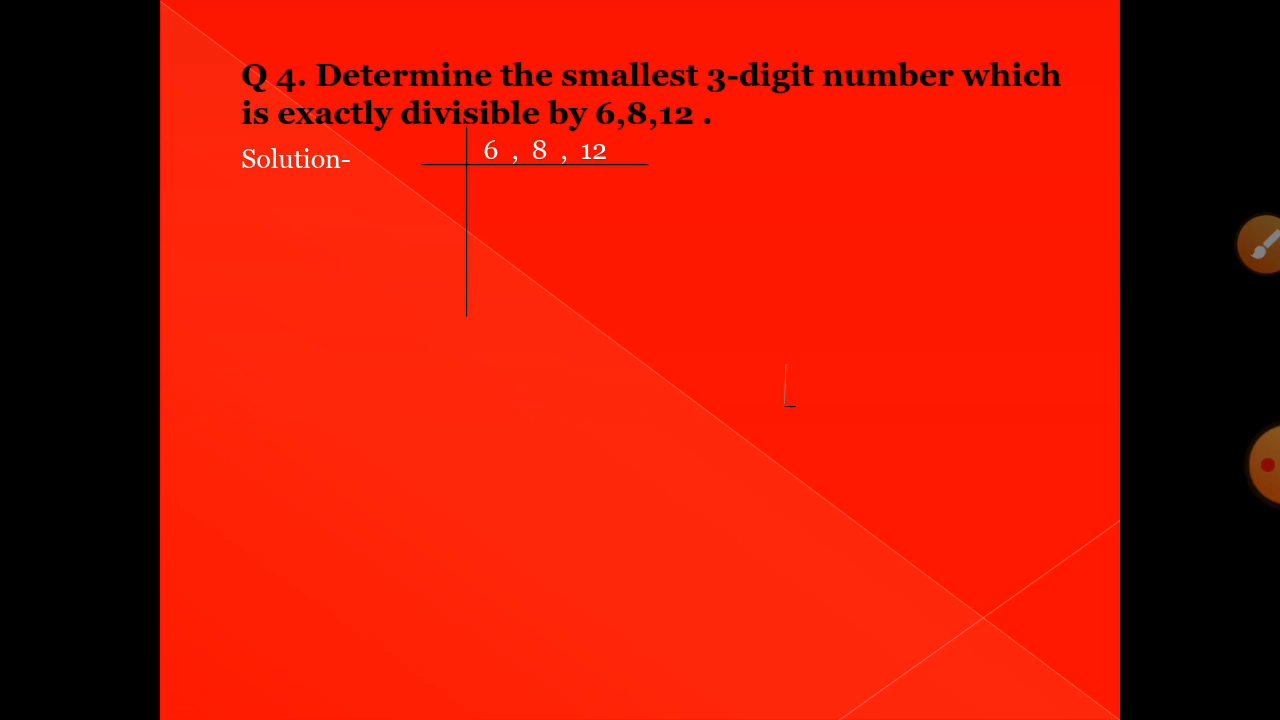 Q 4. Determine the smallest 3-digit number which
is exactly divisible by 6,8,12 .
Solution-
6 , 8 , 12